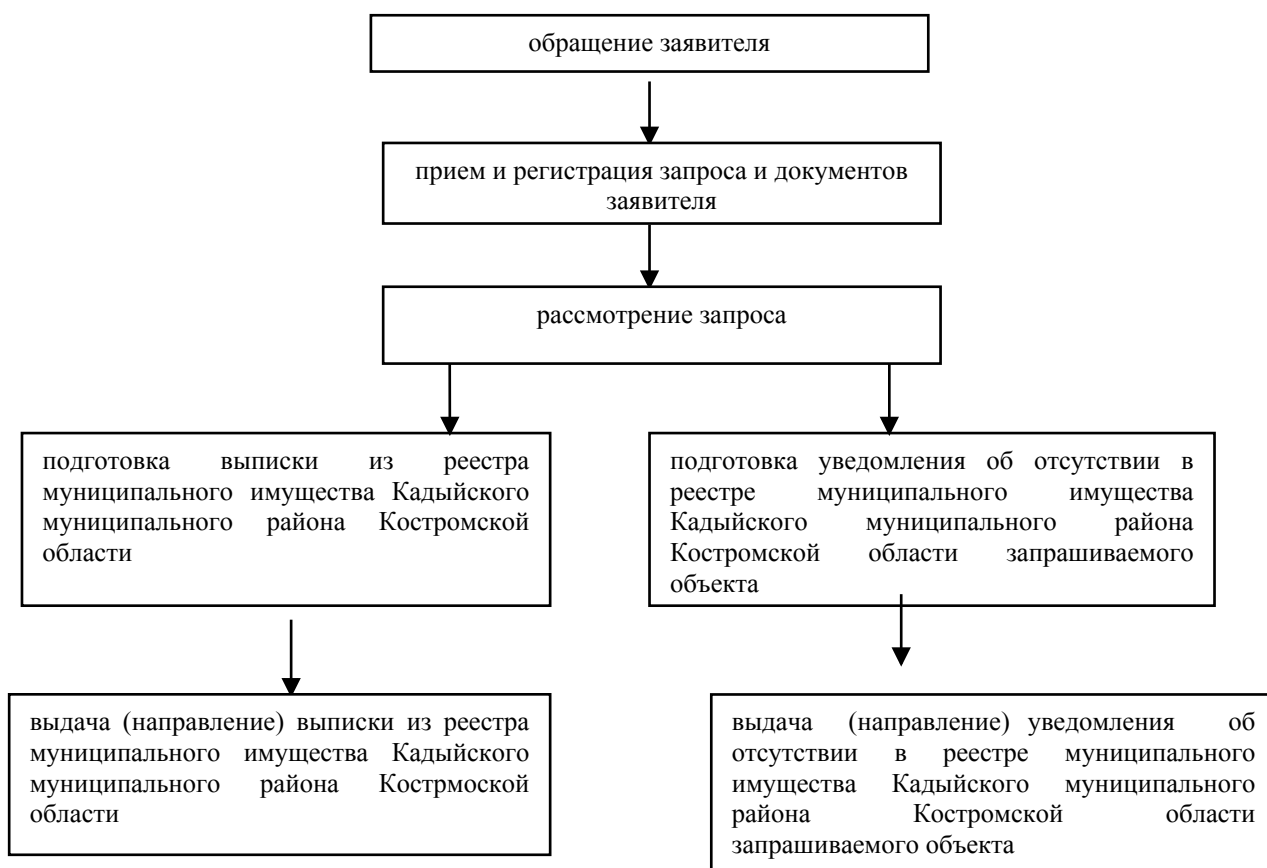 обращение заявителя
прием и регистрация запроса и документов
заявителя
рассмотрение запроса
подготовка выписки из реестра
муниципального имущества Кадыйского
муниципального района Костромской
области
подготовка уведомления об отсутствии в
реестре муниципального имущества
Кадыйского муниципального района
Костромской области запрашиваемого
объекта
выдача (направление) выписки из реестра
муниципального имущества Кадыйского
муниципального района Кострмоской
области
выдача (направление) уведомления об
отсутствии в реестре муниципального
имущества Кадыйского муниципального
района Костромской области
запрашиваемого объекта